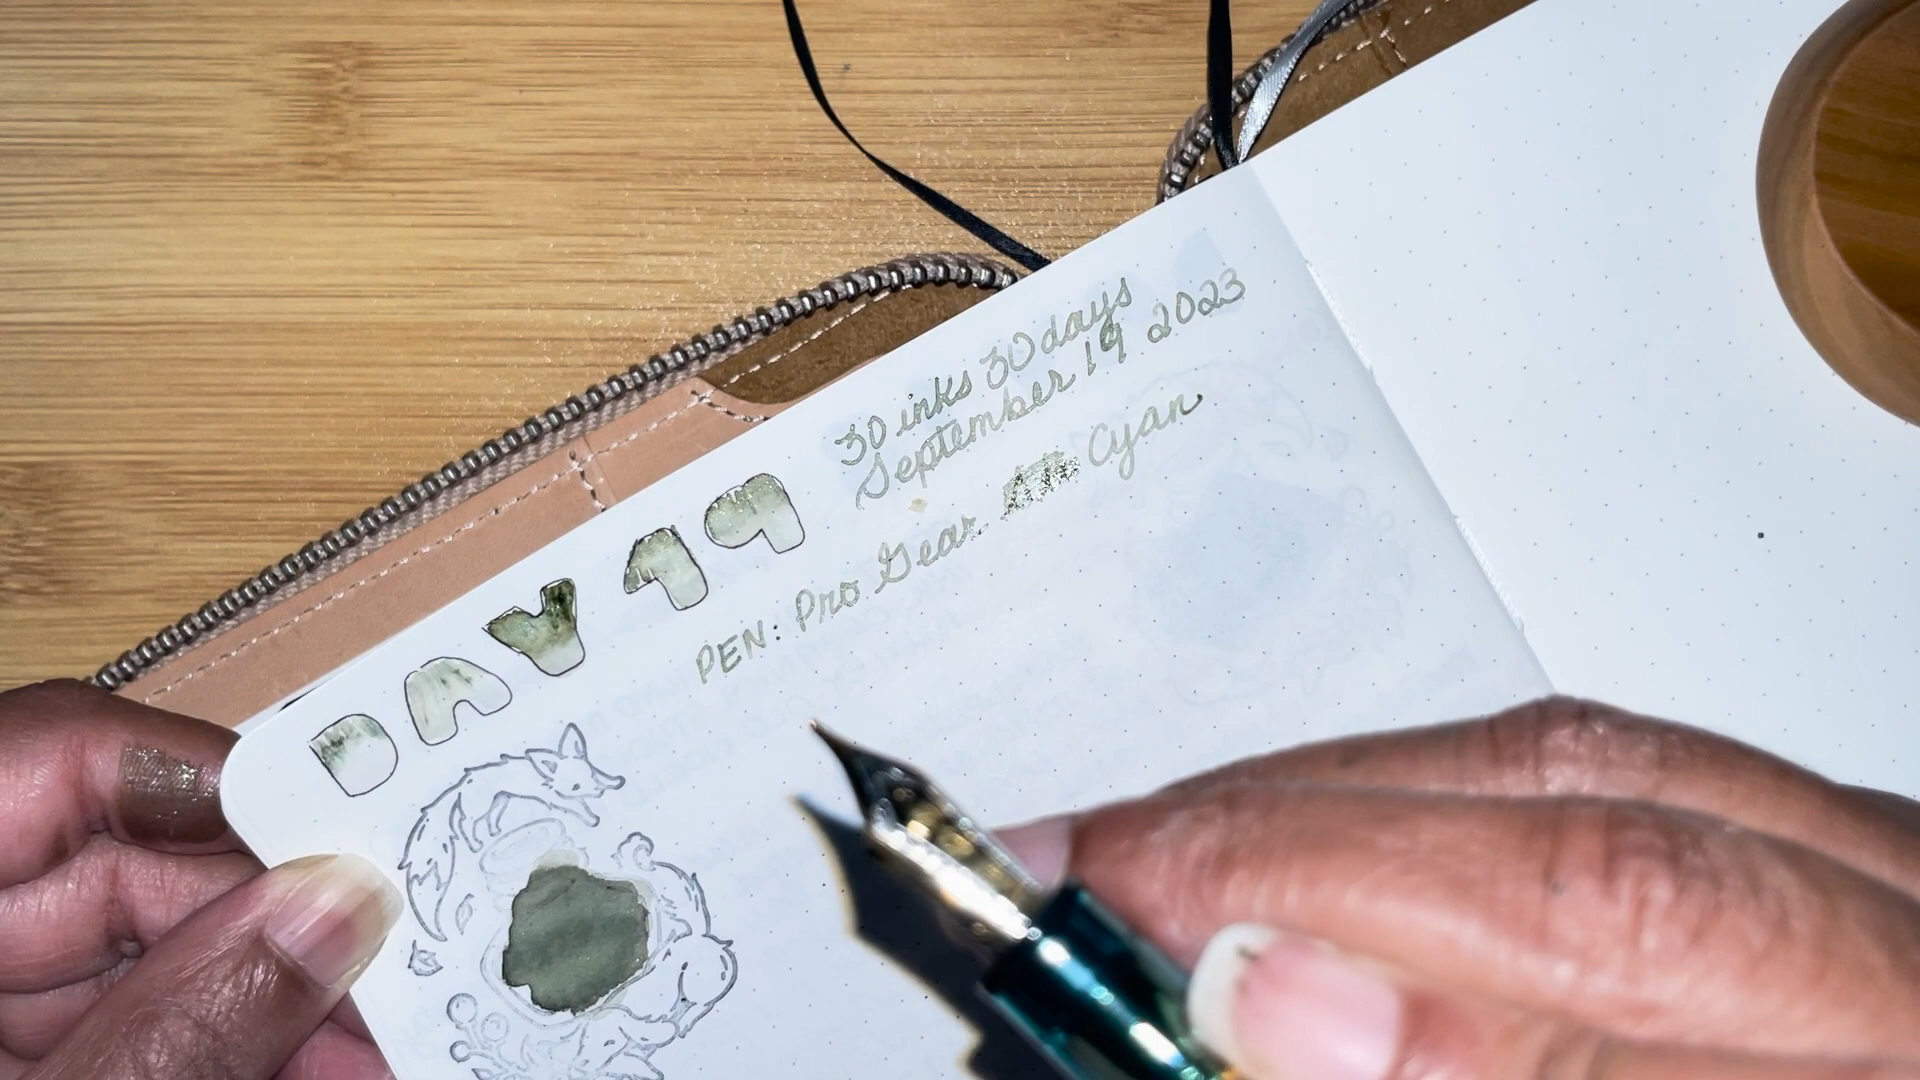 30 inks 30 days
September 19 2023
DAY 19
PEN: Pro Gear Cyan